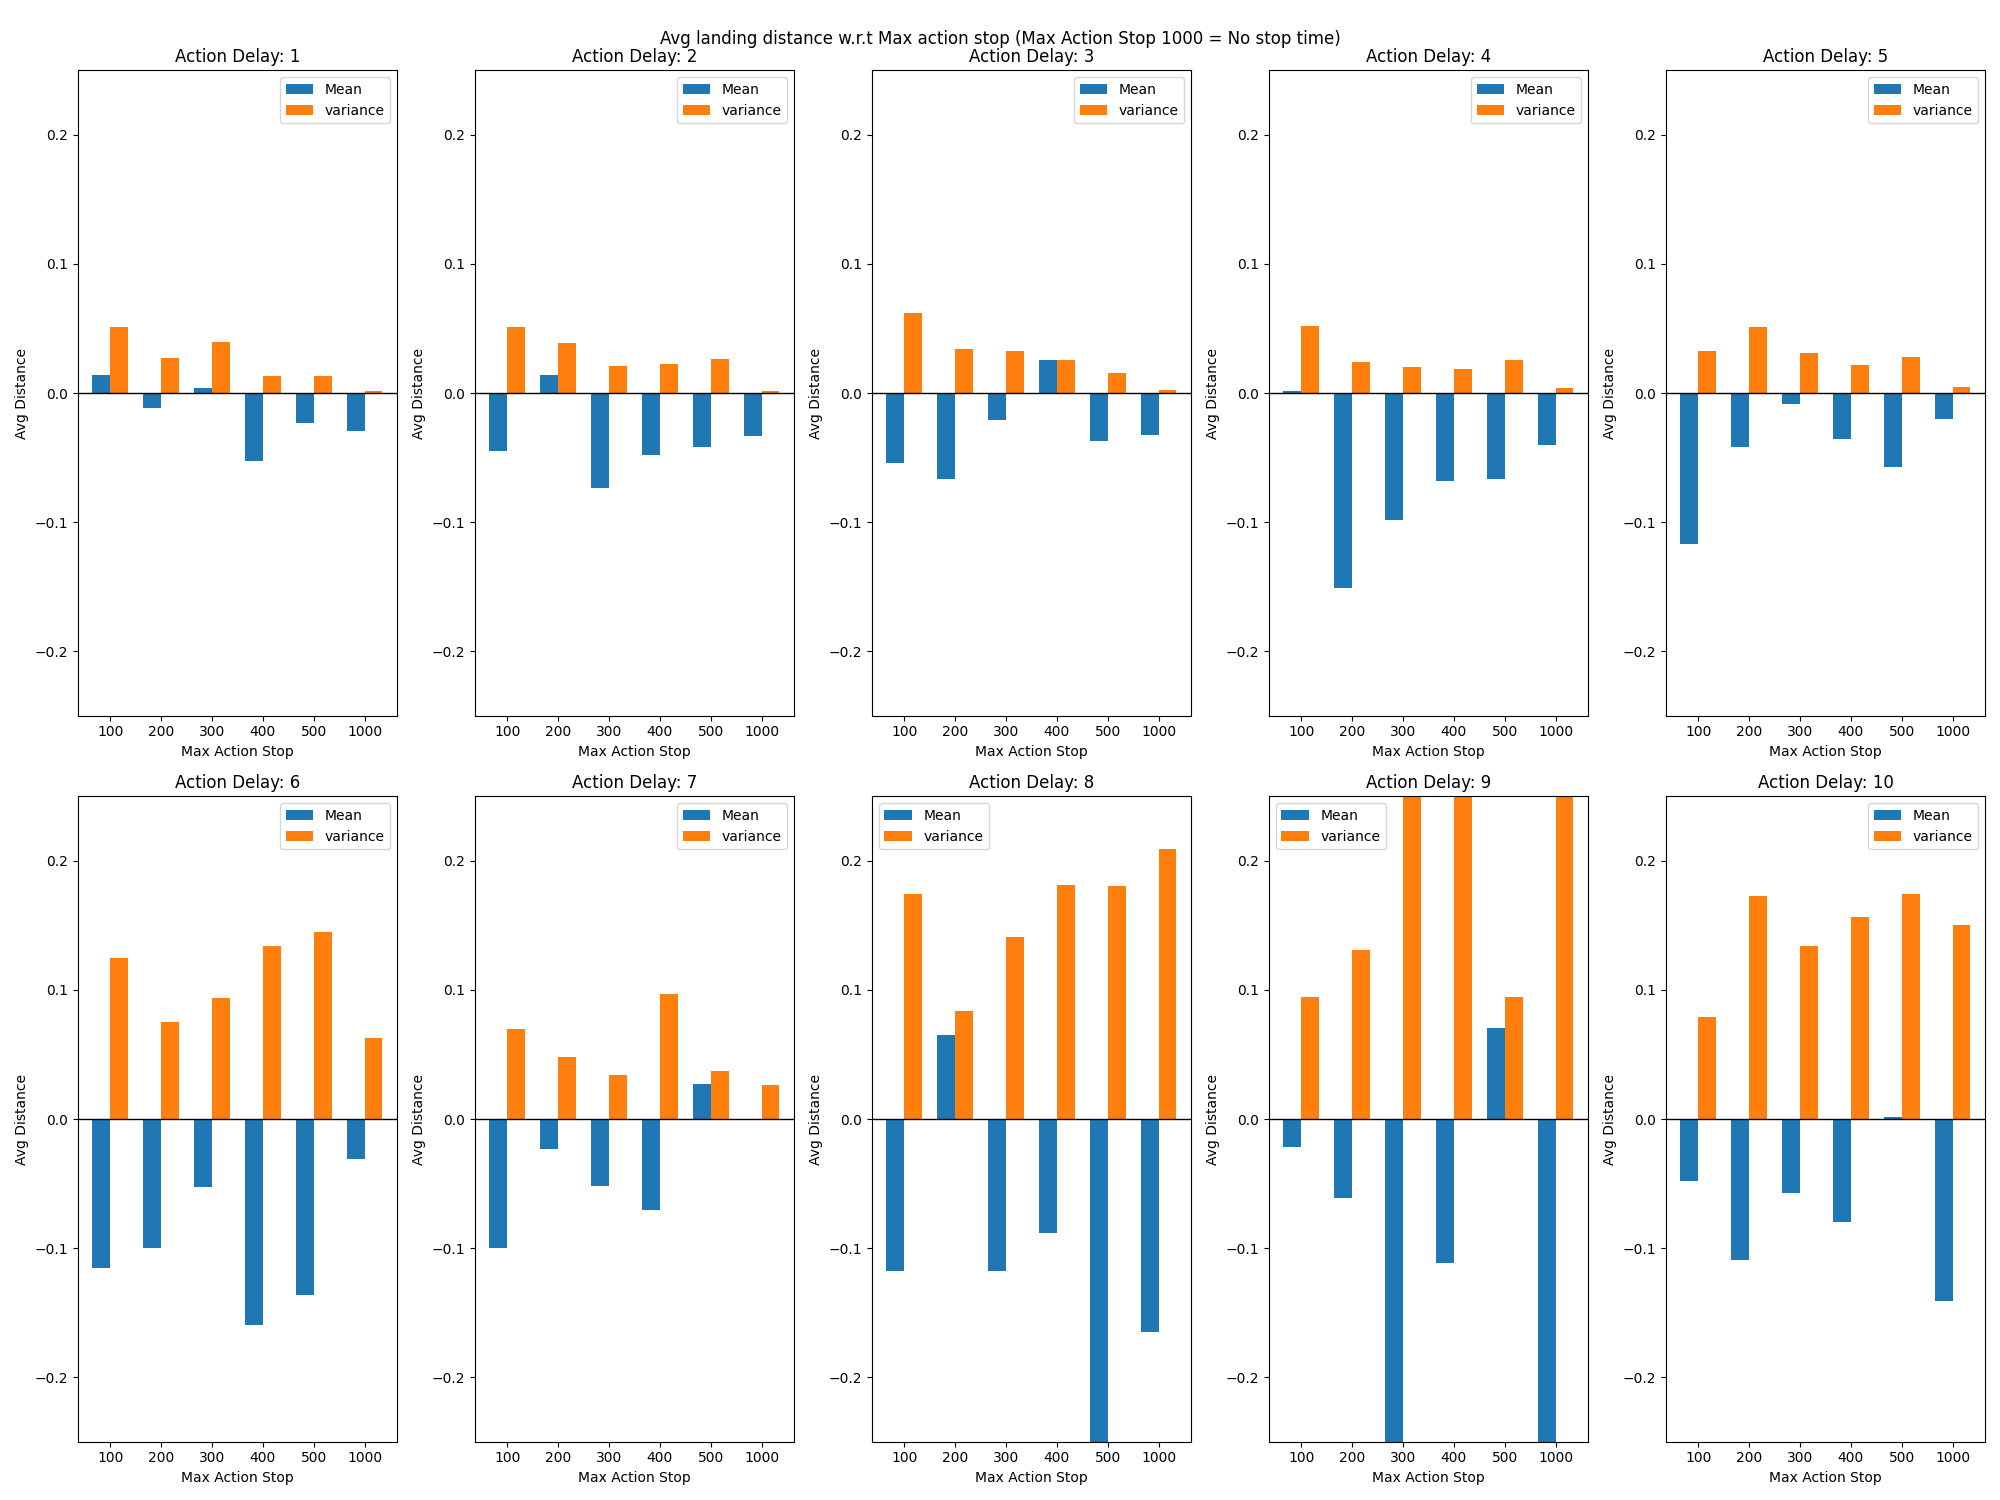 Avg landing distance w.r.t Max action stop (Max Action Stop 1000 = No stop time)
Action Delay: 1
Mean
variance
Avg Distance
0.2
0.1
0.0
−0.1
−0.2
100 200 300 400 500 1000
Max Action Stop
Action Delay: 2
Mean
variance
Avg Distance
0.2
0.1
0.0
−0.1
−0.2
100 200 300 400 500 1000
Max Action Stop
Action Delay: 3
Mean
variance
Avg Distance
0.2
0.1
0.0
−0.1
−0.2
100 200 300 400 500 1000
Max Action Stop
Action Delay: 4
Mean
variance
Avg Distance
0.2
0.1
0.0
−0.1
−0.2
100 200 300 400 500 1000
Max Action Stop
Action Delay: 5
Mean
variance
Avg Distance
0.2
0.1
0.0
−0.1
−0.2
100 200 300 400 500 1000
Max Action Stop
Action Delay: 6
Mean
variance
Avg Distance
0.2
0.1
0.0
−0.1
−0.2
100 200 300 400 500 1000
Max Action Stop
Action Delay: 7
Mean
variance
Avg Distance
0.2
0.1
0.0
−0.1
−0.2
100 200 300 400 500 1000
Max Action Stop
Action Delay: 8
Mean
variance
Avg Distance
0.2
0.1
0.0
−0.1
−0.2
100 200 300 400 500 1000
Max Action Stop
Action Delay: 9
Mean
variance
Avg Distance
0.2
0.1
0.0
−0.1
−0.2
100 200 300 400 500 1000
Max Action Stop
Action Delay: 10
Mean
variance
Avg Distance
0.2
0.1
0.0
−0.1
−0.2
100 200 300 400 500 1000
Max Action Stop